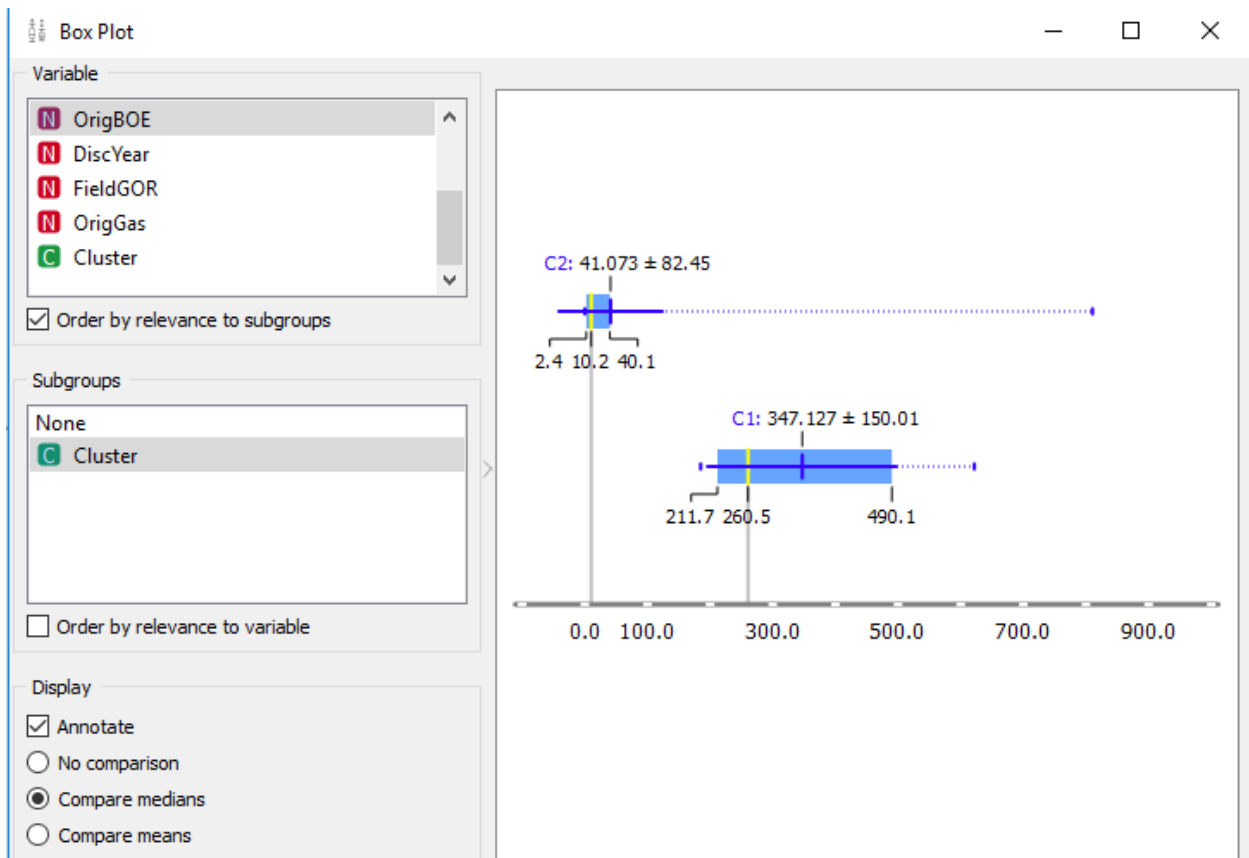 Box Plot
Variable
N OrigBOE
N DiscYear
N FieldGOR
N OrigGas
C Cluster
Order by relevance to subgroups
Subgroups
None
C Cluster
Order by relevance to variable
Display
Annotate
No comparison
Compare medians
Compare means
C2: 41.073 ± 82.45
2.4 10.2 40.1
C1: 347.127 ± 150.01
211.7 260.5 490.1
0.0 100.0 300.0 500.0 700.0 900.0